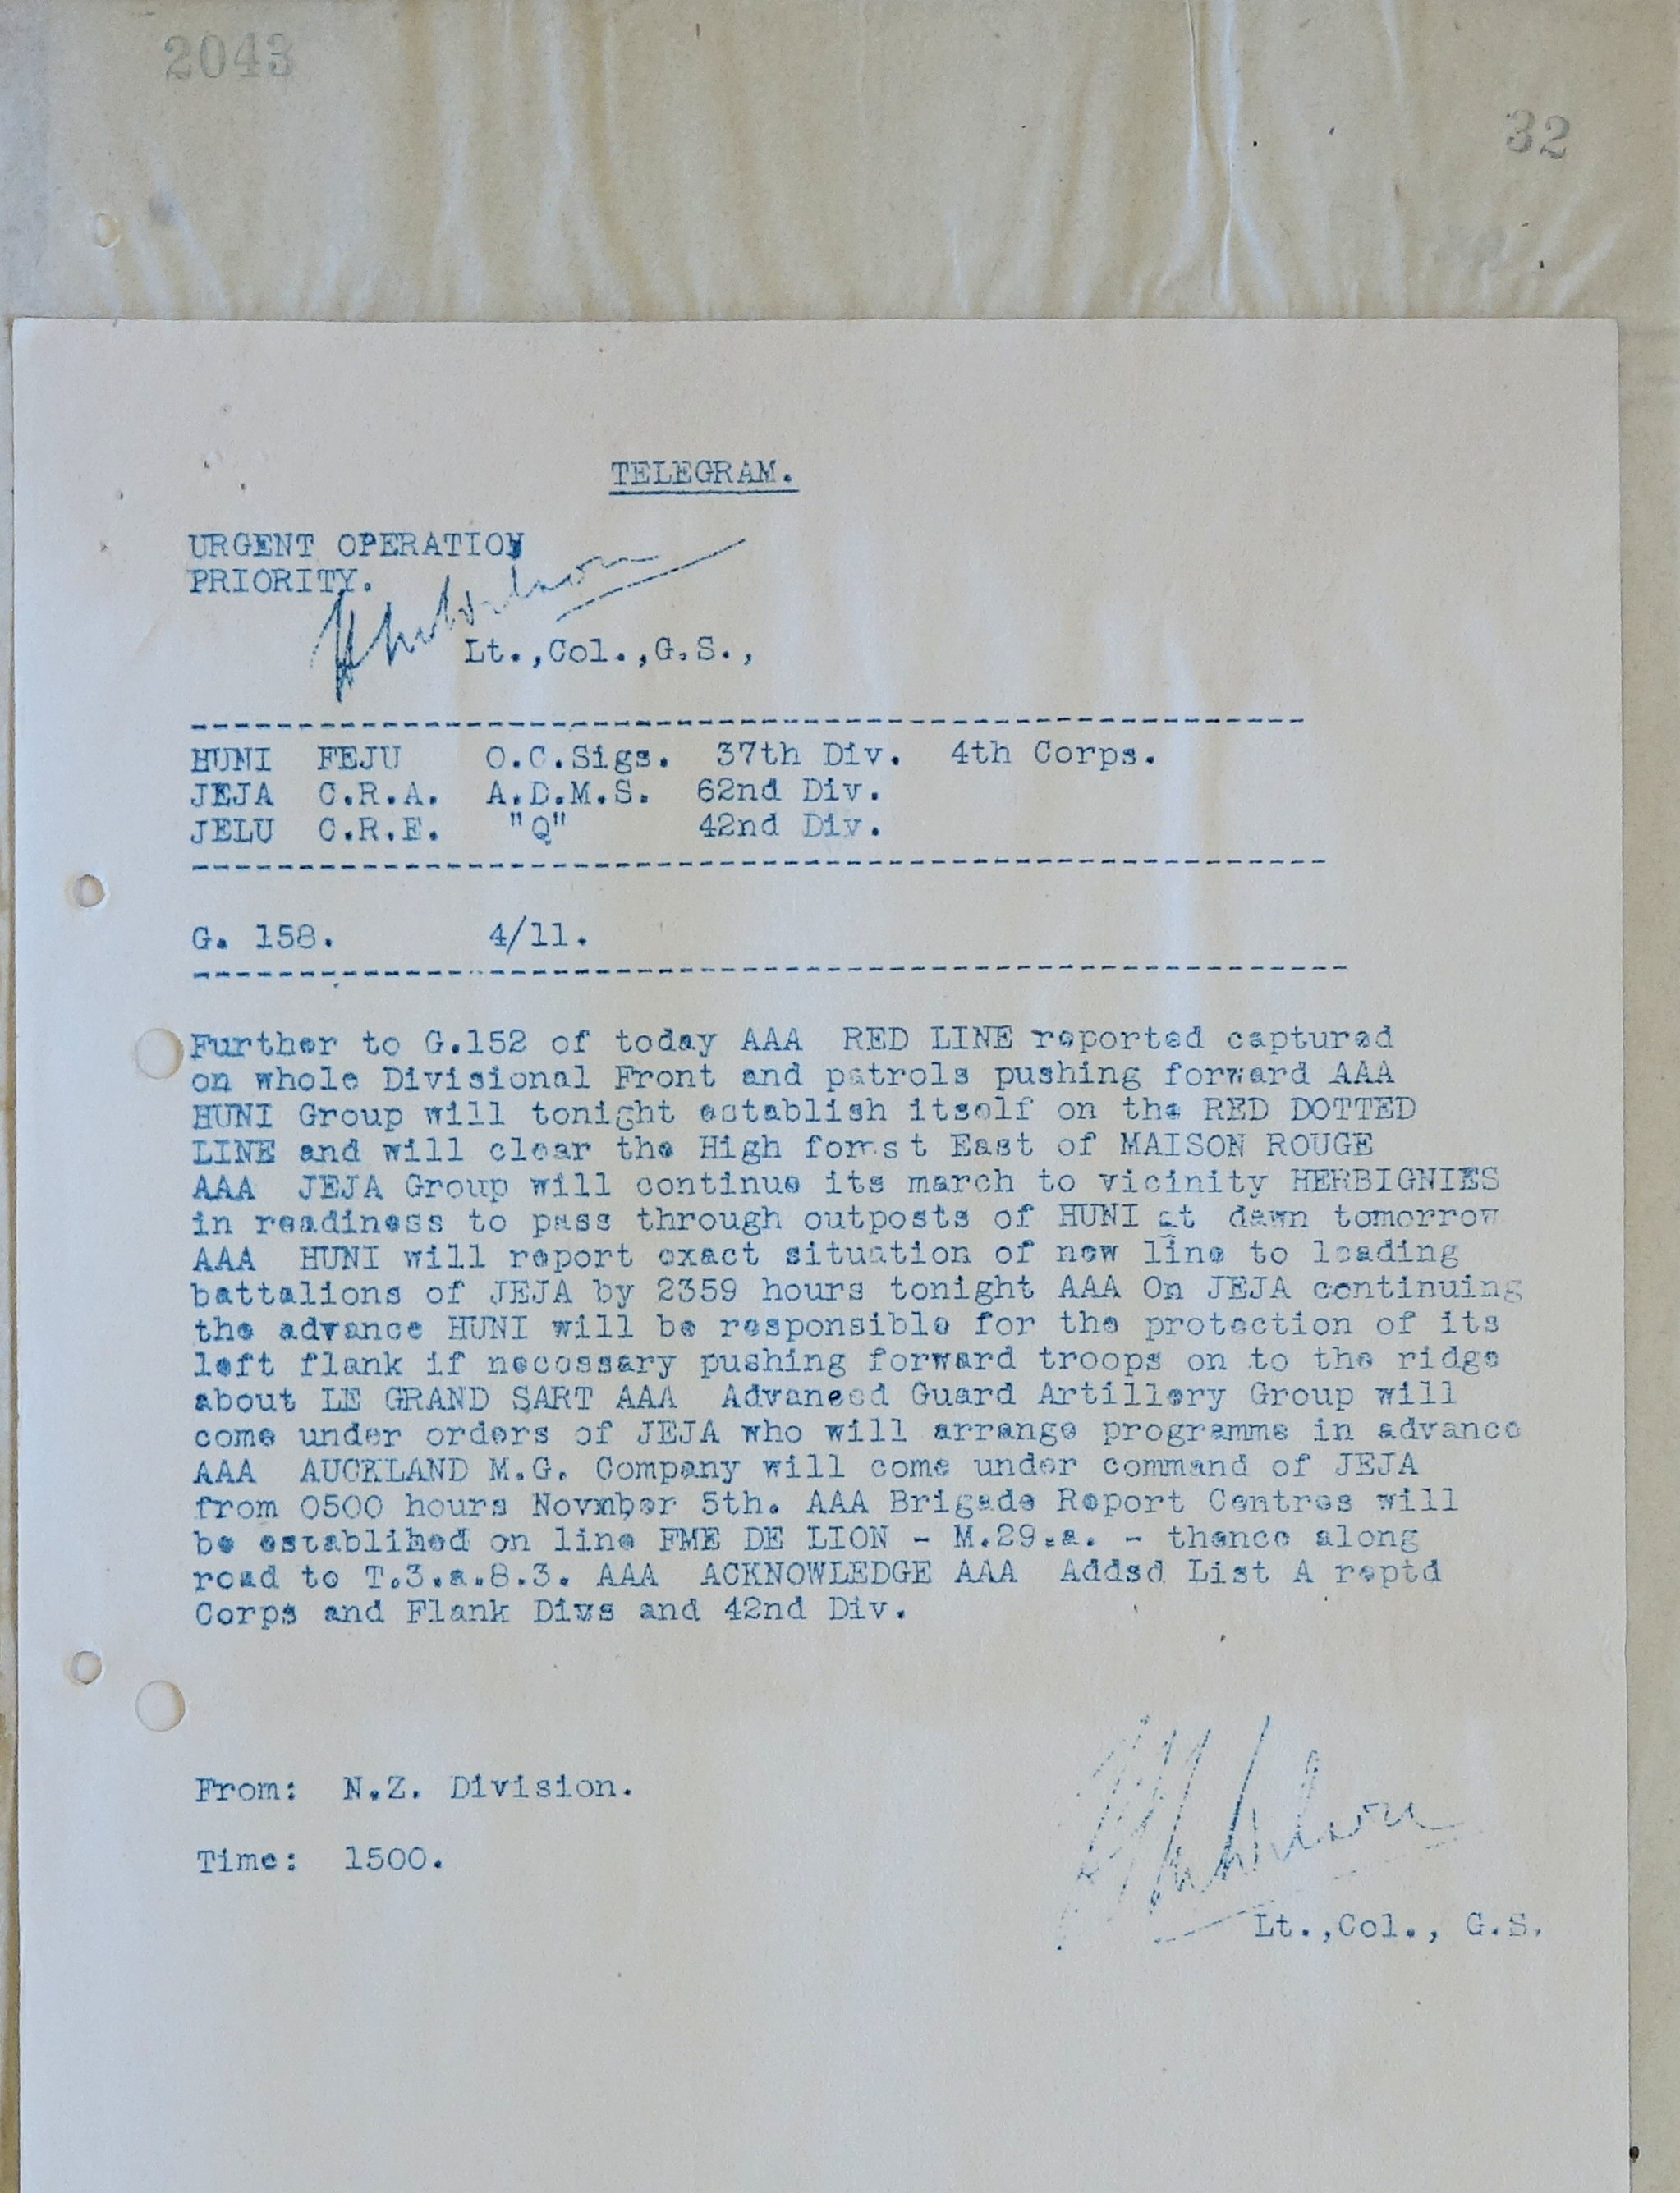 2043
32
TELEGRAM.
URGENT OPERATION
PRIORITY.
Lt.,Col.,G.S.,
HUNI FEJU O.C.Sigs. 37th Div. 4th Corps.
JEJA C.R.A. A.D.M.S. 62nd Div.
JELU C.R.E. "Q" 42nd Div.
G. 158. 4/11.
Further to G.152 of today AAA RED LINE reported captured
on whole Divisional Front and patrols pushing forward AAA
HUNI Group will tonight establish itself on the RED DOTTED
LINE and will clear the High East of MAISON ROUGE
AAA JEJA Group will continue its march to vicinity HERBIGNIES
in readiness to pass through outposts of HUNI at dawn tomorrow
AAA HUNI will report exact situation of new line to leading
battalions of JEJA by 2359 hours tonight AAA On JEJA continuing
the advance HUNI will be responsible for the protection of its
left flank if necessary pushing forward troops on to the ridge
about LE GRAND SART AAA Advaneed Guard Artillery Group will
come under orders of JEJA who will arrange programme in advance
AAA AUCKLAND M.G. Company will come under command of JEJA
from 0500 hours Novmber 5th. AAA Brigade Report Centres will
be establihed on line FME DE LION - M.29.a. - thence along
road to T.3.a.8.3. AAA ACKNOWLEDGE AAA Addsd List A reptd
Corps and Flank Divs and 42nd Div.
From: N.Z. Division.
Time: 1500.
Lt.,Col., G.S.